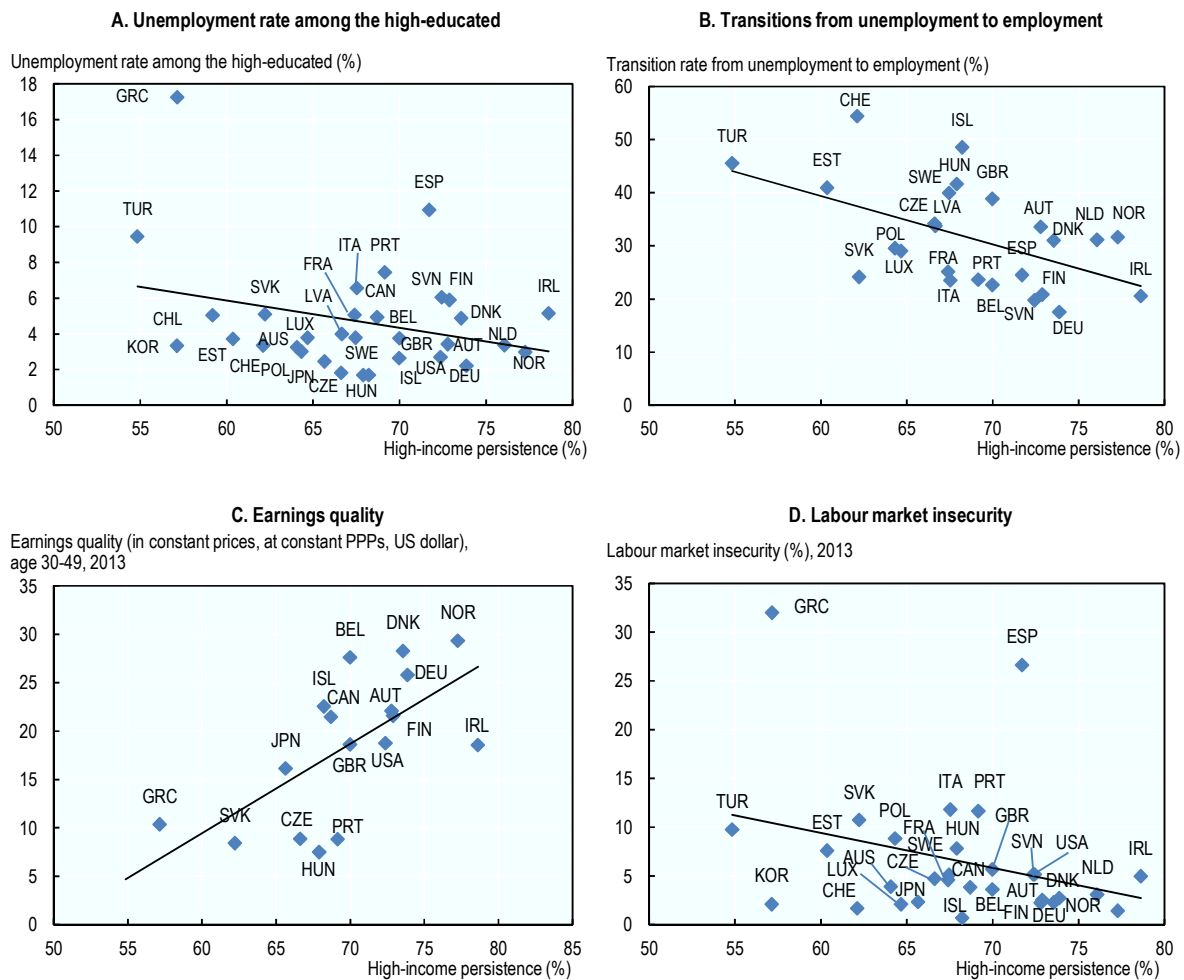 A. Unemployment rate among the high-educated
Unemployment rate among the high-educated (%)
18
16
14
12
10
8
6
4
2
0
GRC
TUR
ESP
ITA PRT
FRA
SVN FIN
IRL
SVK
LVA
CAN
DNK
CHL
LUX
BEL
NLD
KOR
EST
AUS
SWE
GBR
AUT
CHE POL
JPN
USA
NOR
CZE
HUN
ISL
DEU
50 55 60 65 70 75 80
High-income persistence (%)
B. Transitions from unemployment to employment
Transition rate from unemployment to employment (%)
60
50
40
30
20
10
0
CHE
ISL
TUR
EST
HUN
SWE
GBR
CZE LVA
AUT
NLD NOR
DNK
POL
SVK
ESP
LUX
FRA
PRT
FIN
IRL
ITA
BEL
SVN
DEU
50 55 60 65 70 75 80
High-income persistence (%)
C. Earnings quality
Earnings quality (in constant prices, at constant PPPs, US dollar),
age 30-49, 2013
35
30
25
20
15
10
5
0
NOR
DNK
BEL
DEU
ISL
CAN
AUT
FIN
IRL
JPN
GBR
USA
GRC
SVK
CZE
PRT
HUN
50 55 60 65 70 75 80 85
High-income persistence (%)
D. Labour market insecurity
Labour market insecurity (%), 2013
35
30
25
20
15
10
5
0
GRC
ESP
ITA PRT
SVK
TUR
POL
GBR
EST
FRA
HUN
SWE
SVN USA
IRL
AUS
CZE
NLD
KOR
LUX
CAN
DNK
CHE
JPN
AUT
ISL
BEL
FIN
DEU
NOR
50 55 60 65 70 75 80
High-income persistence (%)